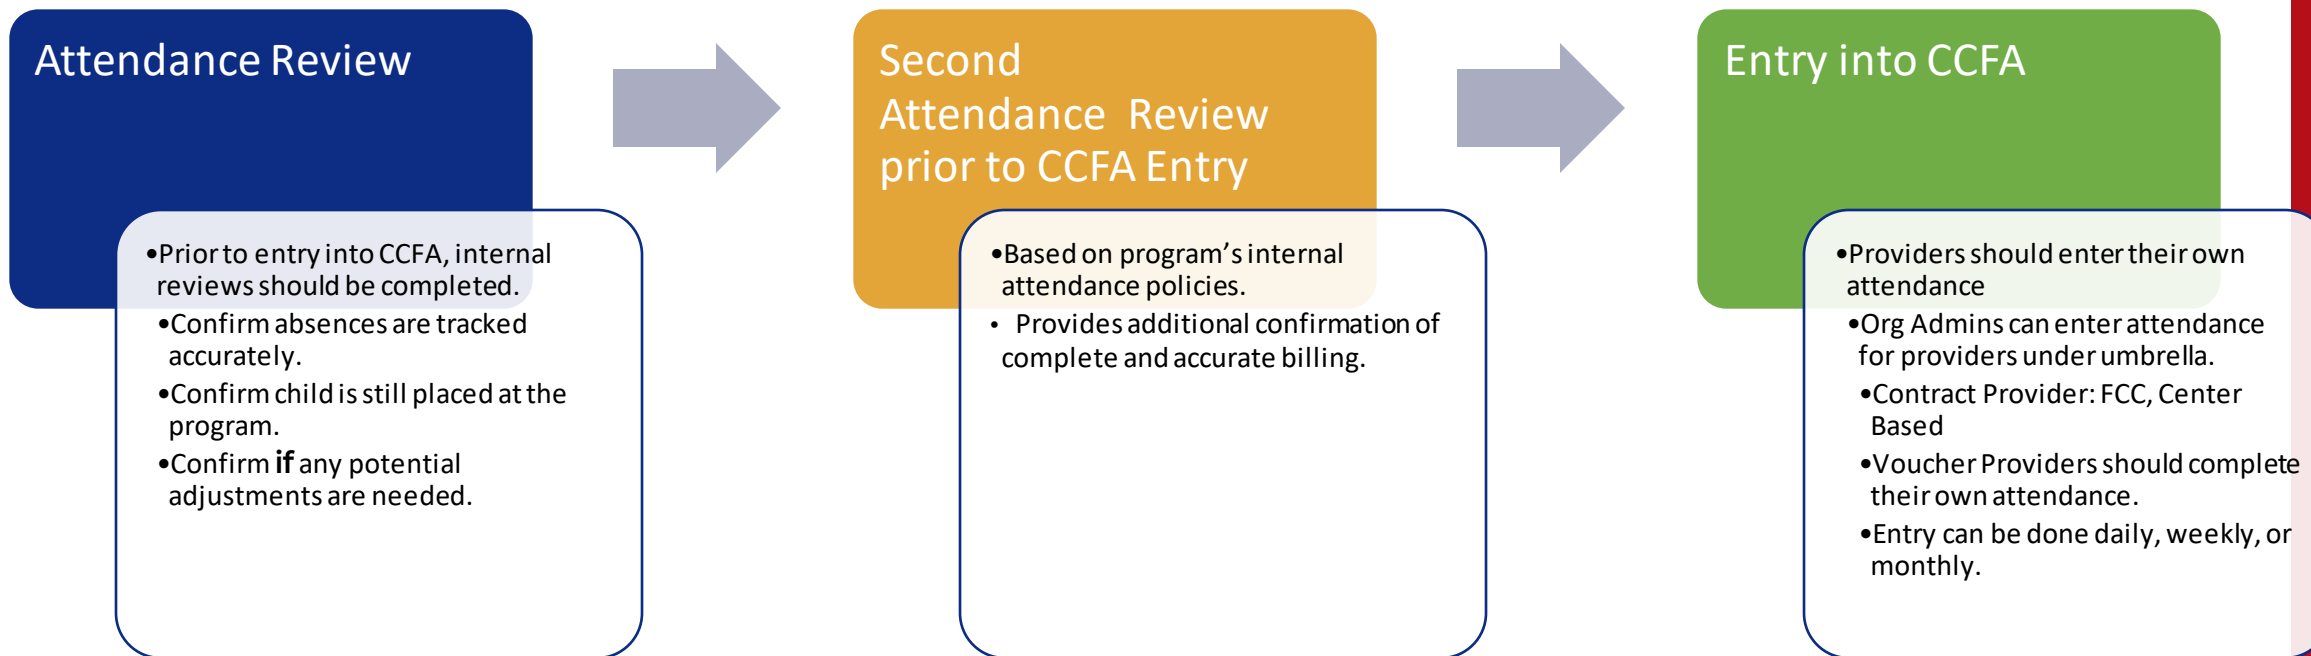 Attendance Review
•Prior to entry into CCFA, internal
reviews should be completed.
•Confirm absences are tracked
accurately.
•Confirm child is still placed at the
program.
•Confirm if any potential
adjustments are needed.
Second
Attendance Review
prior to CCFA Entry
•Based on program’s internal
attendance policies.
• Provides additional confirmation of
complete and accurate billing.
Entry into CCFA
•Providers should enter their own
attendance
•Org Admins can enter attendance
for providers under umbrella.
•Contract Provider: FCC, Center
Based
•Voucher Providers should complete
their own attendance.
•Entry can be done daily, weekly, or
monthly.